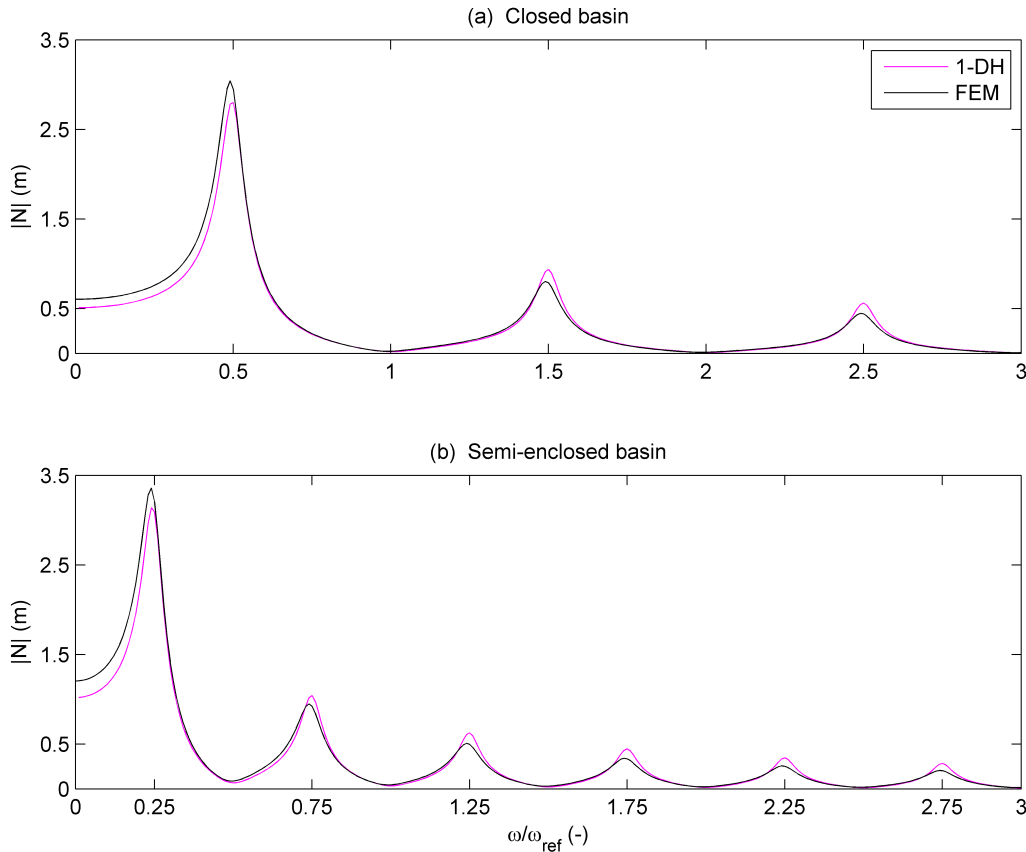 (a) Closed basin
|N| (m)
3.5
2.5
1.5
0.5
0
0 0.5 1 1.5 2 2.5 3
1-DH
FEM
(b) Semi-enclosed basin
|N| (m)
3.5
2.5
1.5
0.5
0
0 0.25 0.75 1.25 1.75 2.25 2.75 3
ω/ω_ref (-)